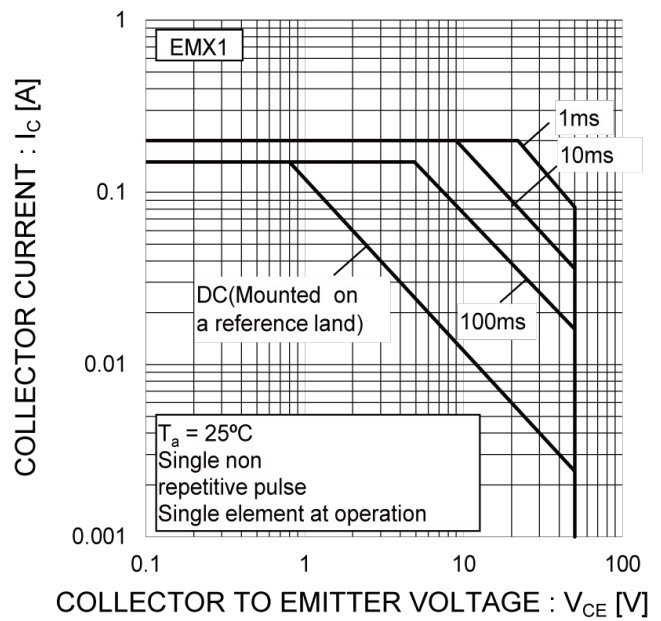 COLLECTOR CURRENT : IC [A]
1
0.1
0.01
0.001
EMX1
1ms
10ms
100ms
DC(Mounted on
a reference land)
Ta = 25ºC
Single non
repetitive pulse
Single element at operation
0.1
1
10
100
COLLECTOR TO EMITTER VOLTAGE : VCE [V]